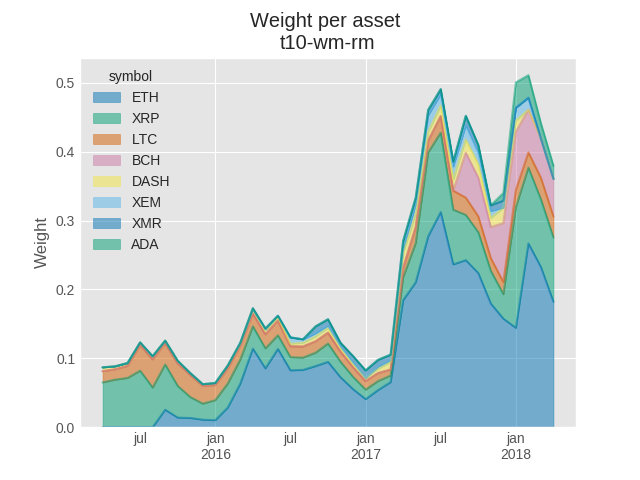 Weight per asset
t10-wm-rm
symbol
ETH
XRP
LTC
BCH
DASH
XEM
XMR
ADA
Weight
0.5
0.4
0.3
0.2
0.1
0.0
jul
jan
2016
jul
jan
2017
jul
jan
2018